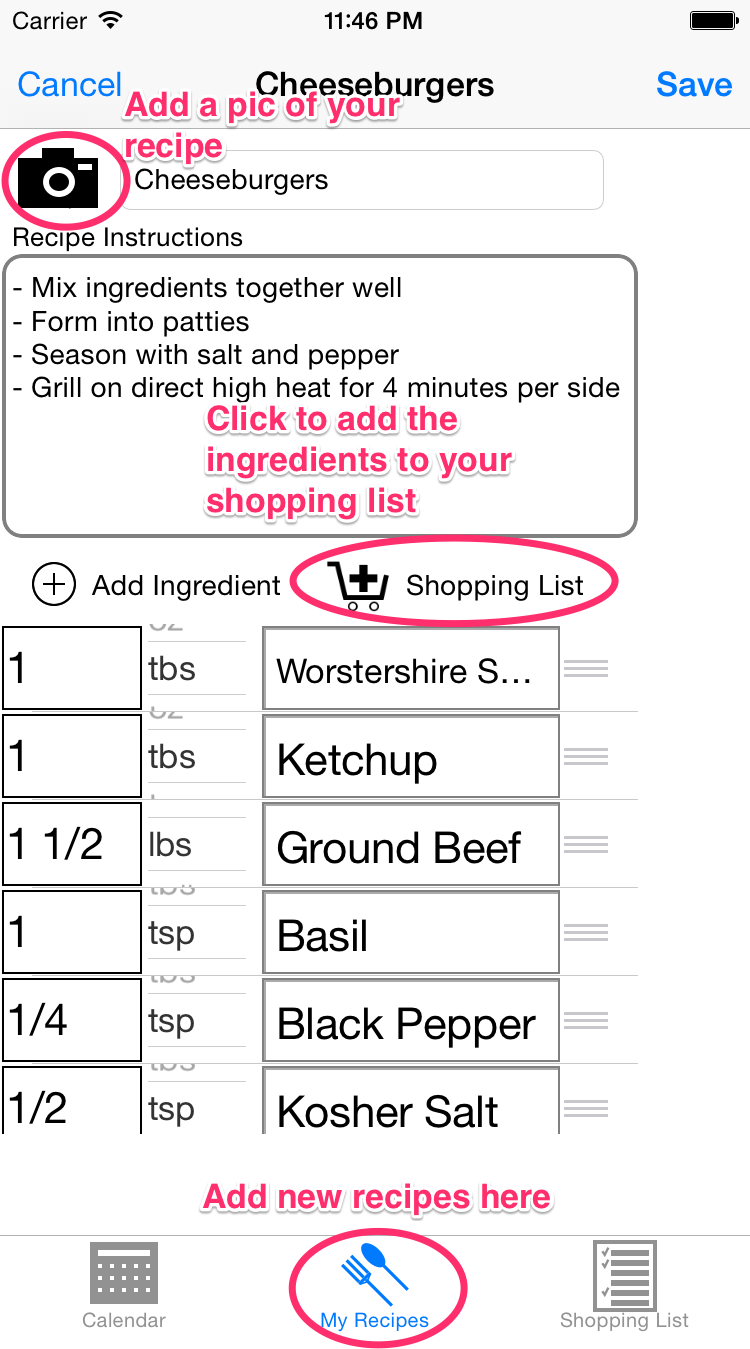 Carrier 11:46 PM
Cancel Cheeseburgers Save
Add a pic of your
recipe
Cheeseburgers
Recipe Instructions
- Mix ingredients together well
- Form into patties
- Season with salt and pepper
- Grill on direct high heat for 4 minutes per side
Click to add the
ingredients to your
shopping list
Add Ingredient Shopping List
1 tbs Worstershire S...
1 tbs Ketchup
1 1/2 lbs Ground Beef
1 tsp Basil
1/4 tsp Black Pepper
1/2 tsp Kosher Salt
Add new recipes here
Calendar My Recipes Shopping List